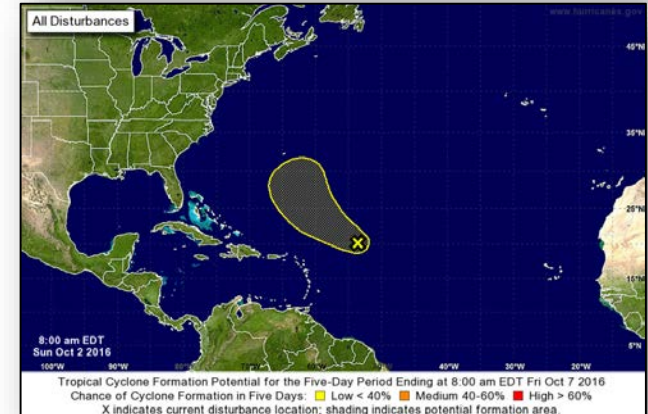 All Disturbances
www.hurricanes.gov
45°N
35°N
25°N
15°N
8:00 am EDT
Sun Oct 2 2016
5°N
100°W 90°W 40°W 30°W 20°W
Tropical Cyclone Formation Potential for the Five-Day Period Ending at 8:00 am EDT Fri Oct 7 2016
Chance of Cyclone Formation in Five Days: Low < 40% Medium 40-60% High > 60%
X indicates current disturbance location; shading indicates potential formation area.